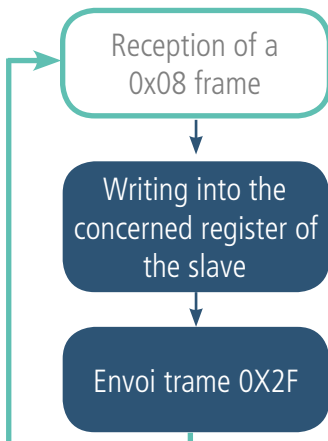 Reception of a
0x08 frame
Writing into the
concerned register of
the slave
Envoi trame 0X2F